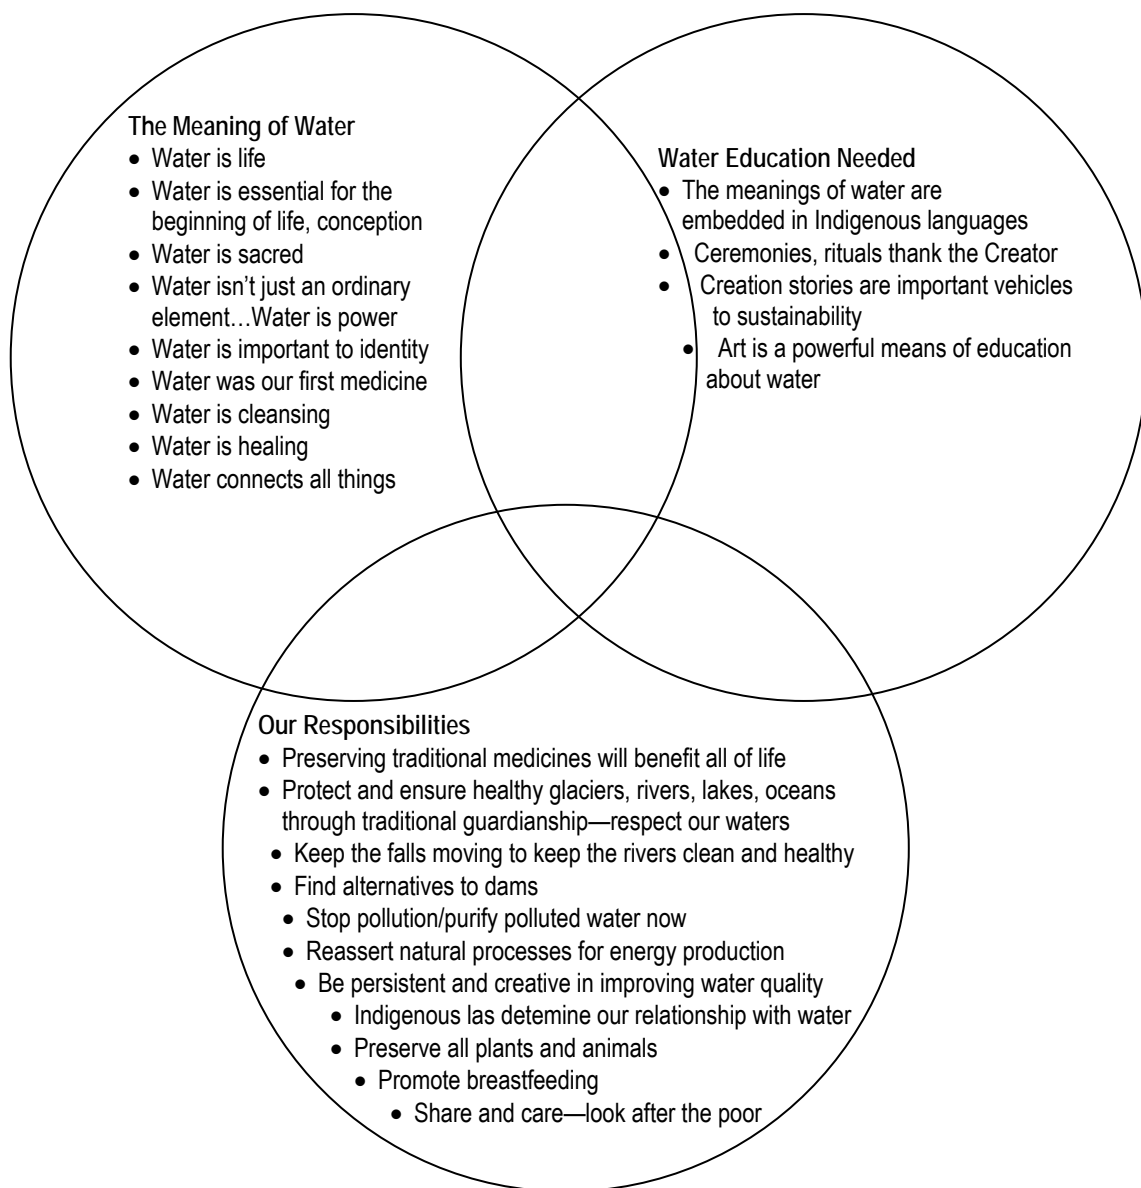 The Meaning of Water
• Water is life
• Water is essential for the
beginning of life, conception
• Water is sacred
• Water isn't just an ordinary
element…Water is power
• Water is important to identity
• Water was our first medicine
• Water is cleansing
• Water is healing
• Water connects all things
Water Education Needed
• The meanings of water are
embedded in Indigenous languages
• Ceremonies, rituals thank the Creator
• Creation stories are important vehicles
to sustainability
• Art is a powerful means of education
about water
Our Responsibilities
• Preserving traditional medicines will benefit all of life
• Protect and ensure healthy glaciers, rivers, lakes, oceans
through traditional guardianship—respect our waters
• Keep the falls moving to keep the rivers clean and healthy
• Find alternatives to dams
• Stop pollution/purify polluted water now
• Reassert natural processes for energy production
• Be persistent and creative in improving water quality
• Indigenous las detemine our relationship with water
• Preserve all plants and animals
• Promote breastfeeding
• Share and care—look after the poor